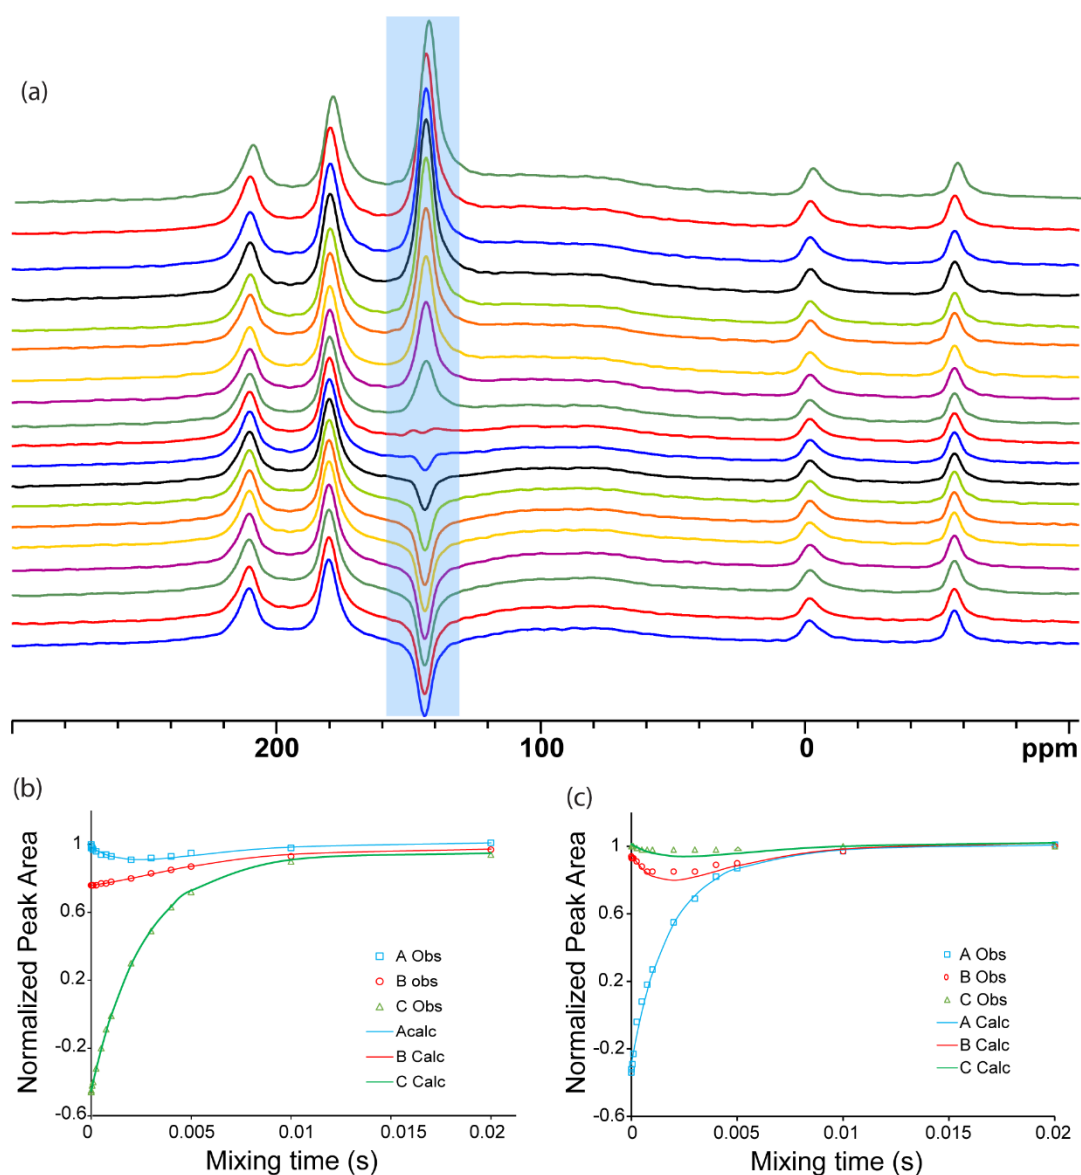 (a)
200 100 0 ppm
(b)
Normalized Peak Area
1
0.6
0.2
-0.2
-0.6
0 0.005 0.01 0.015 0.02
Mixing time (s)
A Obs
B obs
C Obs
Acalc
B Calc
C Calc
(c)
Normalized Peak Area
1
0.6
0.2
-0.2
-0.6
0 0.005 0.01 0.015 0.02
Mixing time (s)
A Obs
B Obs
C Obs
A Calc
B Calc
C Calc